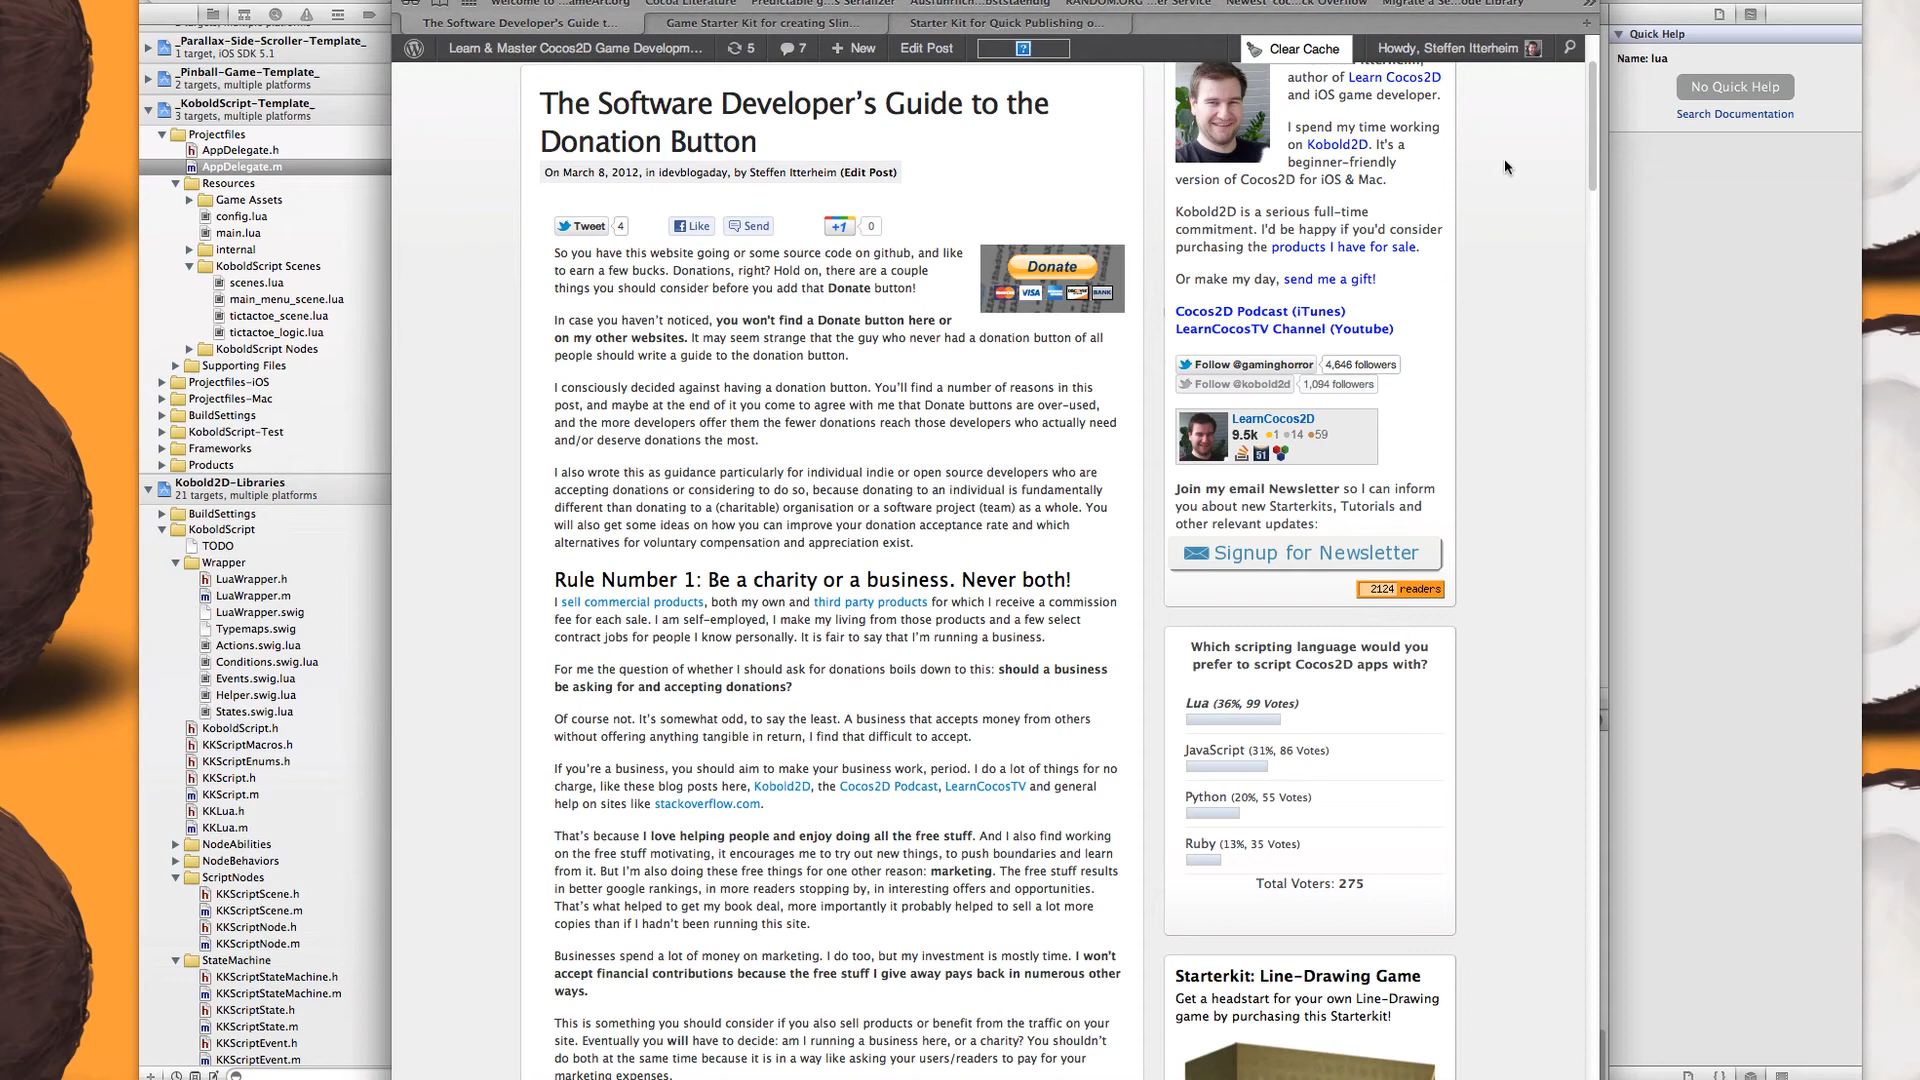 Welcome to
The Software Developer's Guide t...
Game Starter Kit for creating Slin...
Starter Kit for Quick Publishing o...
Learn & Master Cocos2D Game Developm...
5
7
New
Edit Post
Clear Cache
Howdy, Steffen Itterheim
_Parallax-Side-Scroller-Template_
1 target, iOS SDK 5.1
_Pinball-Game-Template_
2 targets, multiple platforms
_KoboldScript-Template_
3 targets, multiple platforms
Projectfiles
AppDelegate.h
AppDelegate.m
Resources
Game Assets
config.lua
main.lua
internal
KoboldScript Scenes
scenes.lua
main_menu_scene.lua
tictactoe_scene.lua
tictactoe_logic.lua
KoboldScript Nodes
Supporting Files
Projectfiles-iOS
Projectfiles-Mac
BuildSettings
KoboldScript-Test
Frameworks
Products
Kobold2D-Libraries
21 targets, multiple platforms
BuildSettings
KoboldScript
TODO
Wrapper
LuaWrapper.h
LuaWrapper.m
LuaWrapper.swig
Typemaps.swig
Actions.swig.lua
Conditions.swig.lua
Events.swig.lua
Helper.swig.lua
States.swig.lua
KoboldScript.h
KKScriptMacros.h
KKScriptEnums.h
KKScript.h
KKScript.m
KKLua.h
KKLua.m
NodeAbilities
NodeBehaviors
ScriptNodes
KKScriptScene.h
KKScriptScene.m
KKScriptNode.h
KKScriptNode.m
StateMachine
KKScriptStateMachine.h
KKScriptStateMachine.m
KKScriptState.h
KKScriptState.m
KKScriptEvent.h
KKScriptEvent.m
The Software Developer's Guide to the
Donation Button
On March 8, 2012, in idevblogaday, by Steffen Itterheim (Edit Post)
Tweet 4
Like
Send
+1 0
So you have this website going or some source code on github, and like
to earn a few bucks. Donations, right? Hold on, there are a couple
things you should consider before you add that Donate button!
Donate
VISA
BANK
In case you haven't noticed, you won't find a Donate button here or
on my other websites. It may seem strange that the guy who never had a donation button of all
people should write a guide to the donation button.
I consciously decided against having a donation button. You'll find a number of reasons in this
post, and maybe at the end of it you come to agree with me that Donate buttons are over-used,
and the more developers offer them the fewer donations reach those developers who actually need
and/or deserve donations the most.
I also wrote this as guidance particularly for individual indie or open source developers who are
accepting donations or considering to do so, because donating to an individual is fundamentally
different than donating to a (charitable) organisation or a software project (team) as a whole. You
will also get some ideas on how you can improve your donation acceptance rate and which
alternatives for voluntary compensation and appreciation exist.
Rule Number 1: Be a charity or a business. Never both!
I sell commercial products, both my own and third party products for which I receive a commission
fee for each sale. I am self-employed, I make my living from those products and a few select
contract jobs for people I know personally. It is fair to say that I'm running a business.
For me the question of whether I should ask for donations boils down to this: should a business
be asking for and accepting donations?
Of course not. It's somewhat odd, to say the least. A business that accepts money from others
without offering anything tangible in return, I find that difficult to accept.
If you're a business, you should aim to make your business work, period. I do a lot of things for no
charge, like these blog posts here, Kobold2D, the Cocos2D Podcast, LearnCocosTV and general
help on sites like stackoverflow.com.
That's because I love helping people and enjoy doing all the free stuff. And I also find working
on the free stuff motivating, it encourages me to try out new things, to push boundaries and learn
from it. But I'm also doing these free things for one other reason: marketing. The free stuff results
in better google rankings, in more readers stopping by, in interesting offers and opportunities.
That's what helped to get my book deal, more importantly it probably helped to sell a lot more
copies than if I hadn't been running this site.
Businesses spend a lot of money on marketing. I do too, but my investment is mostly time. I won't
accept financial contributions because the free stuff I give away pays back in numerous other
ways.
This is something you should consider if you also sell products or benefit from the traffic on your
site. Eventually you will have to decide: am I running a business here, or a charity? You shouldn't
do both at the same time because it is in a way like asking your users/readers to pay for your
marketing expenses.
author of Learn Cocos2D
and iOS game developer.
I spend my time working
on Kobold2D. It's a
beginner-friendly
version of Cocos2D for iOS & Mac.
Kobold2D is a serious full-time
commitment. I'd be happy if you'd consider
purchasing the products I have for sale.
Or make my day, send me a gift!
Cocos2D Podcast (iTunes)
LearnCocosTV Channel (Youtube)
Follow @gaminghorror 4,646 followers
Follow @kobold2d 1,094 followers
LearnCocos2D
9.5k 1 14 59
51
Join my email Newsletter so I can inform
you about new Starterkits, Tutorials and
other relevant updates:
Signup for Newsletter
2124 readers
Which scripting language would you
prefer to script Cocos2D apps with?
Lua (36%, 99 Votes)
JavaScript (31%, 86 Votes)
Python (20%, 55 Votes)
Ruby (13%, 35 Votes)
Total Voters: 275
Starterkit: Line-Drawing Game
Get a headstart for your own Line-Drawing
game by purchasing this Starterkit!
Quick Help
Name: lua
No Quick Help
Search Documentation